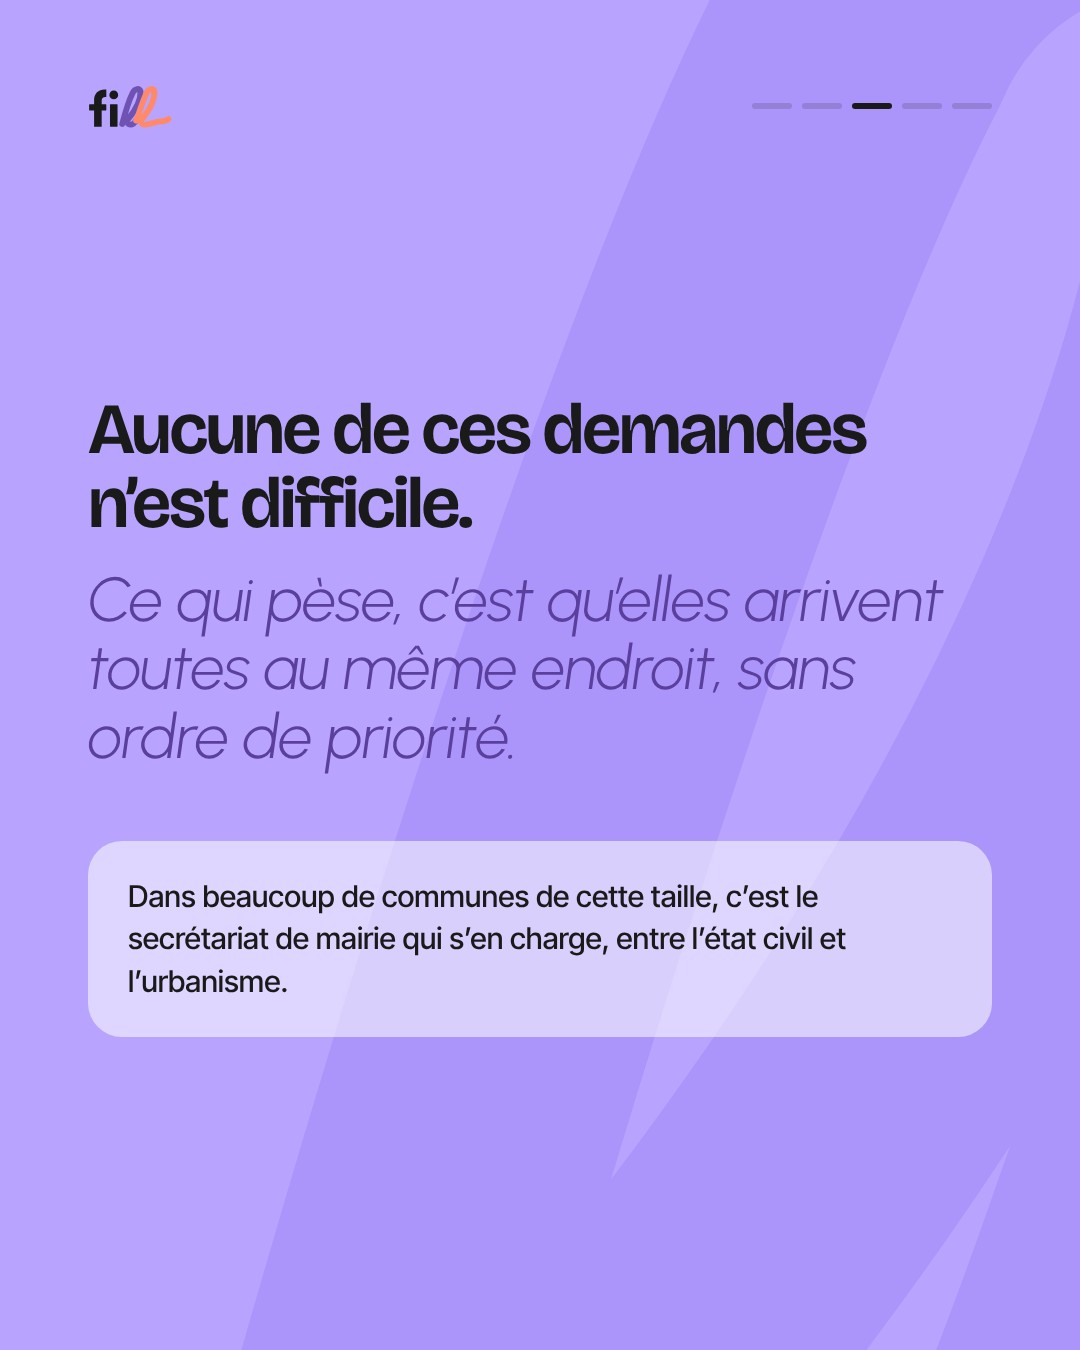 fill
Aucune de ces demandes
n’est difficile.
Ce qui pèse, c’est qu’elles arrivent
toutes au même endroit, sans
ordre de priorité.
Dans beaucoup de communes de cette taille, c’est le
secrétariat de mairie qui s’en charge, entre l’état civil et
l’urbanisme.